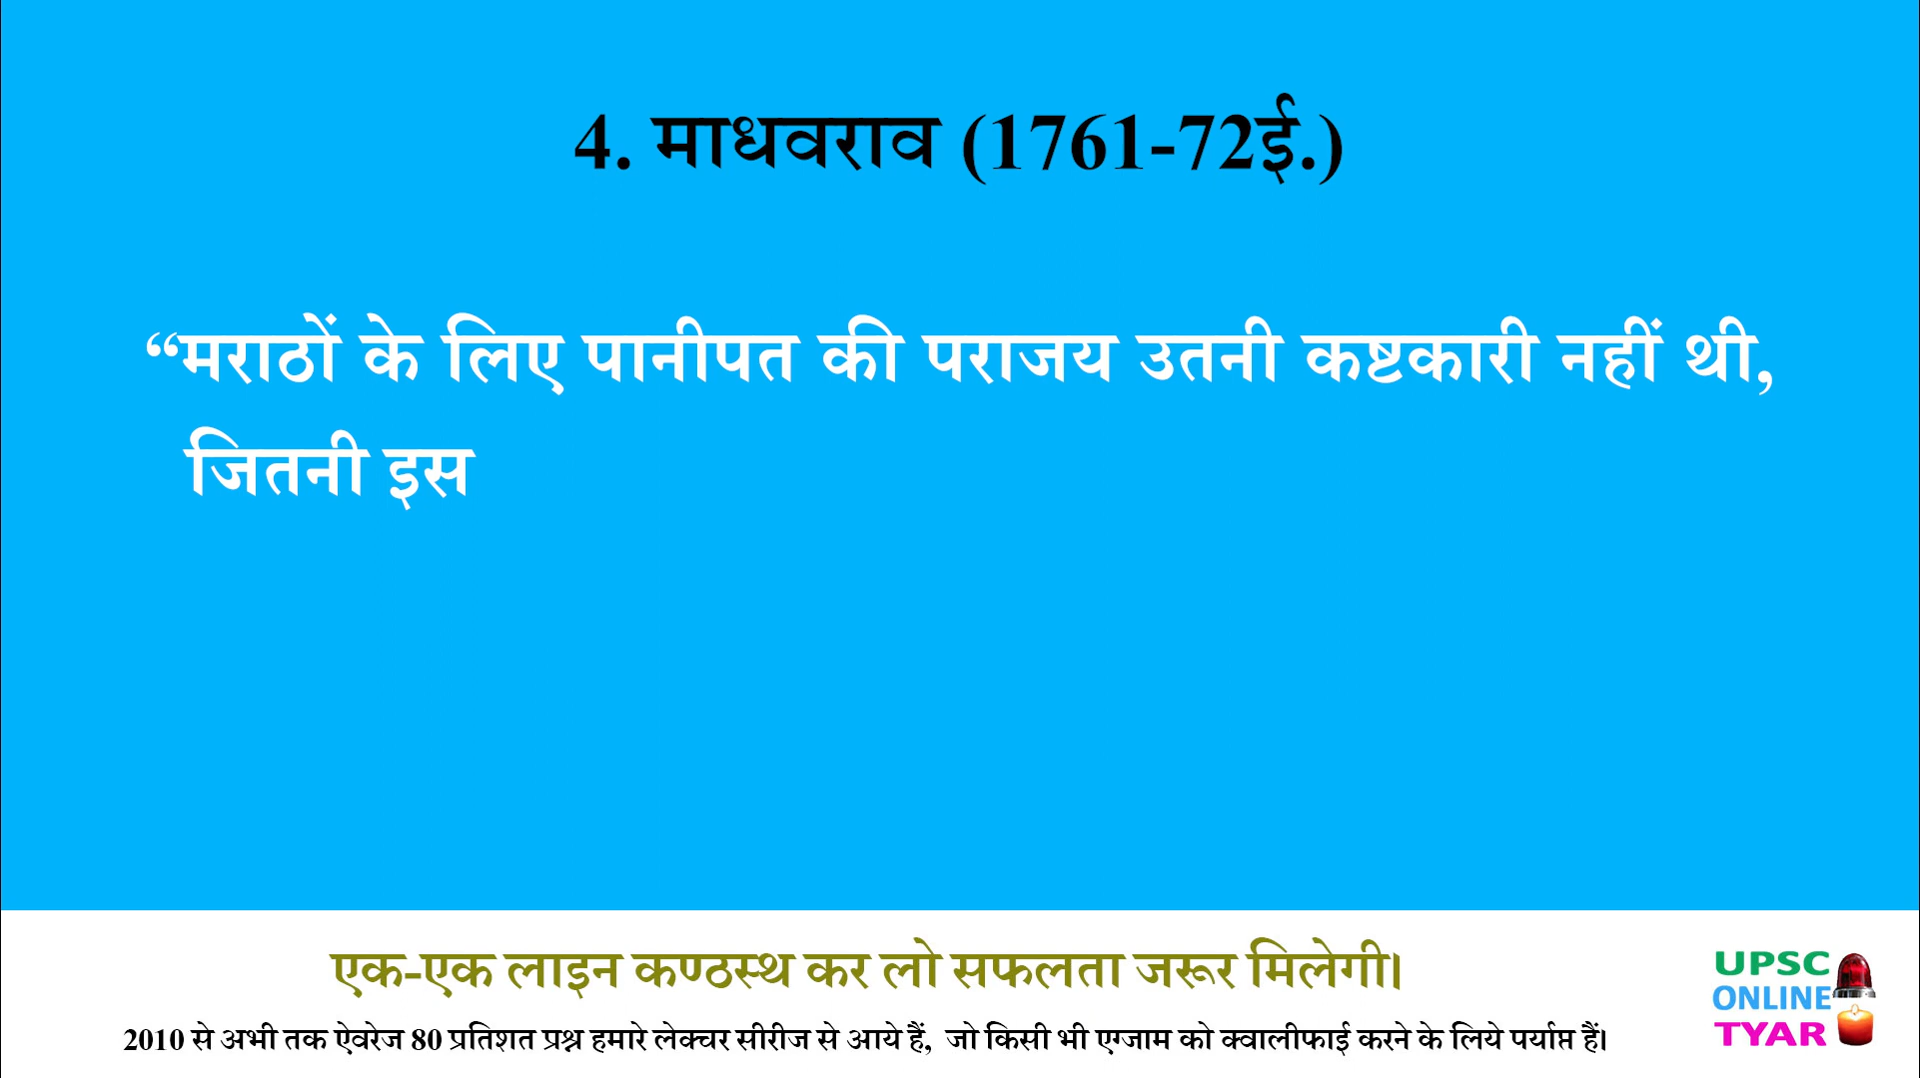 4. माधवराव (1761-72ई.)
“मराठों के लिए पानीपत की पराजय उतनी कष्टकारी नहीं थी,
जितनी इस
एक-एक लाइन कण्ठस्थ कर लो सफलता जरूर मिलेगी।
2010 से अभी तक ऐवरेज 80 प्रतिशत प्रश्न हमारे लेक्चर सीरीज से आये हैं, जो किसी भी एग्जाम को क्वालीफाई करने के लिये पर्याप्त हैं।
UPSC
ONLINE
TYAR